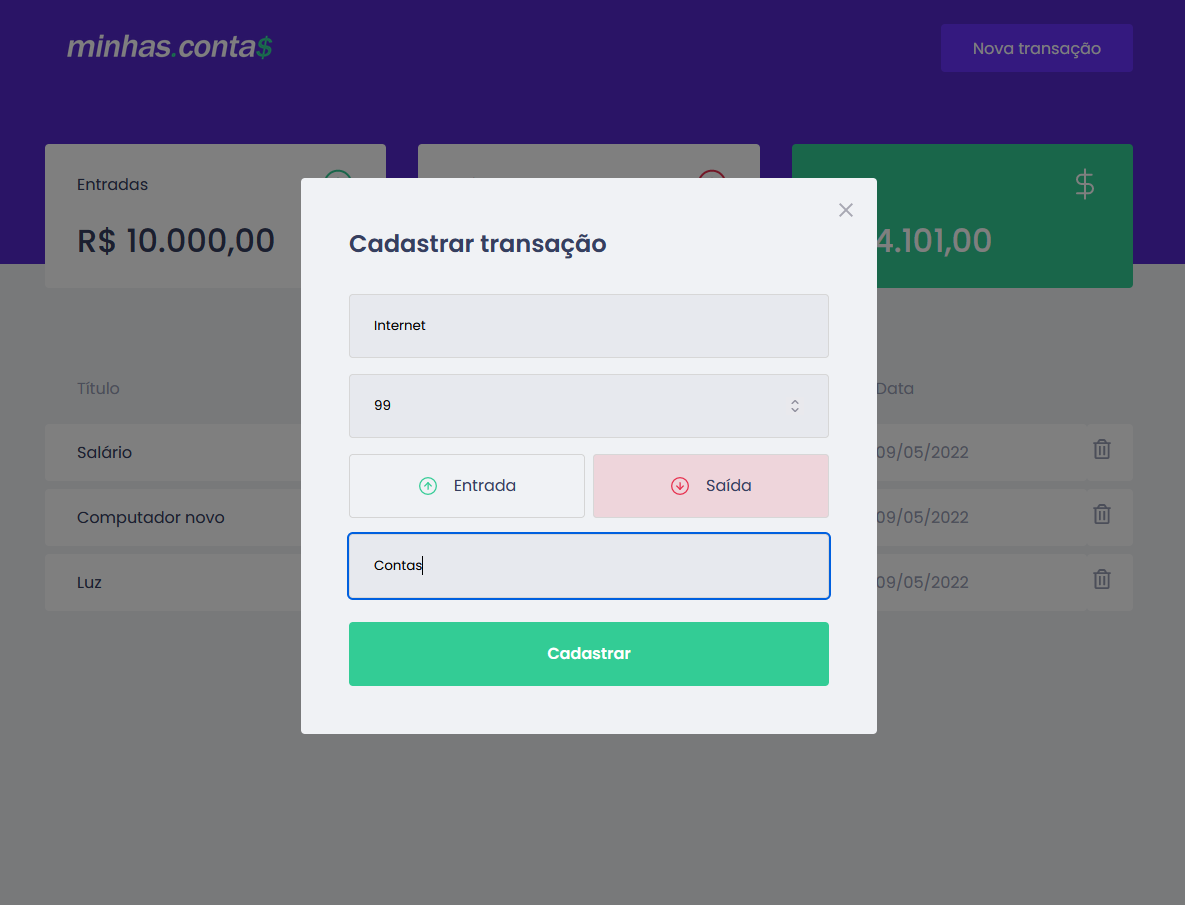 minhas.conta$
Nova transação
Entradas
R$ 10.000,00
$
4.101,00
Cadastrar transação
Internet
99
Entrada
Saída
Contas
Cadastrar
Título
Data
Salário
09/05/2022
Computador novo
09/05/2022
Luz
09/05/2022